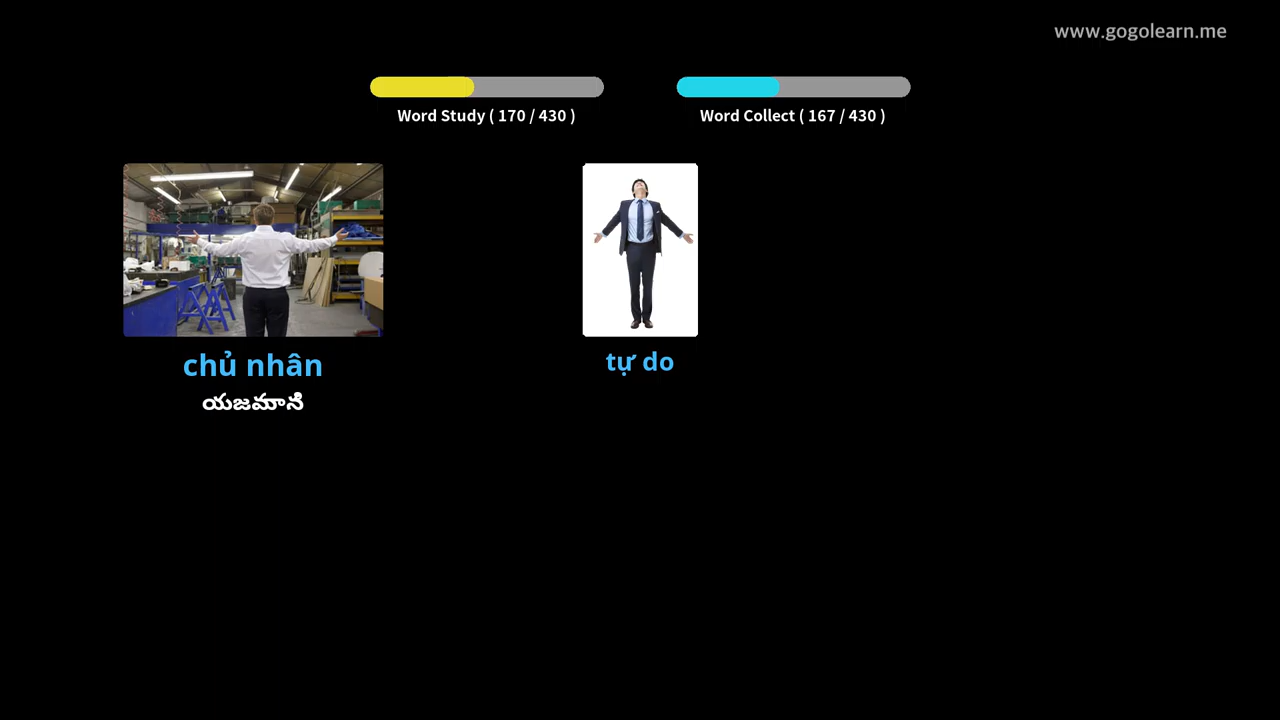 www.gogolearn.me
Word Study ( 170 / 430 )
Word Collect ( 167 / 430 )
chủ nhân
యజమాని
tự do